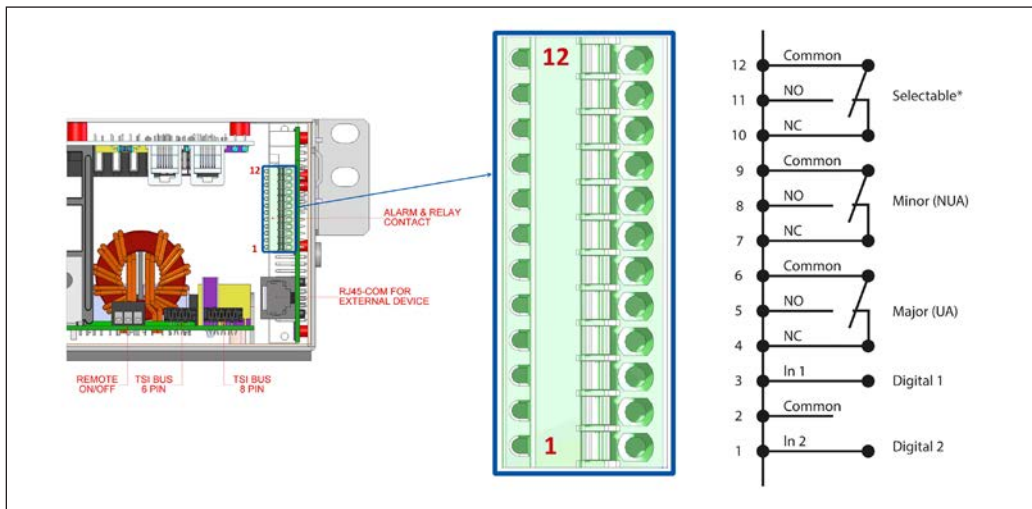 12
1
ALARM & RELAY
CONTACT
RJ45-COM FOR
EXTERNAL DEVICE
REMOTE
ON/OFF
TSI BUS
6 PIN
TSI BUS
8 PIN
12
1
12 Common
11 NO Selectable*
10 NC
9 Common
8 NO Minor (NUA)
7 NC
6 Common
5 NO Major (UA)
4 NC
3 In 1 Digital 1
2 Common
1 In 2 Digital 2